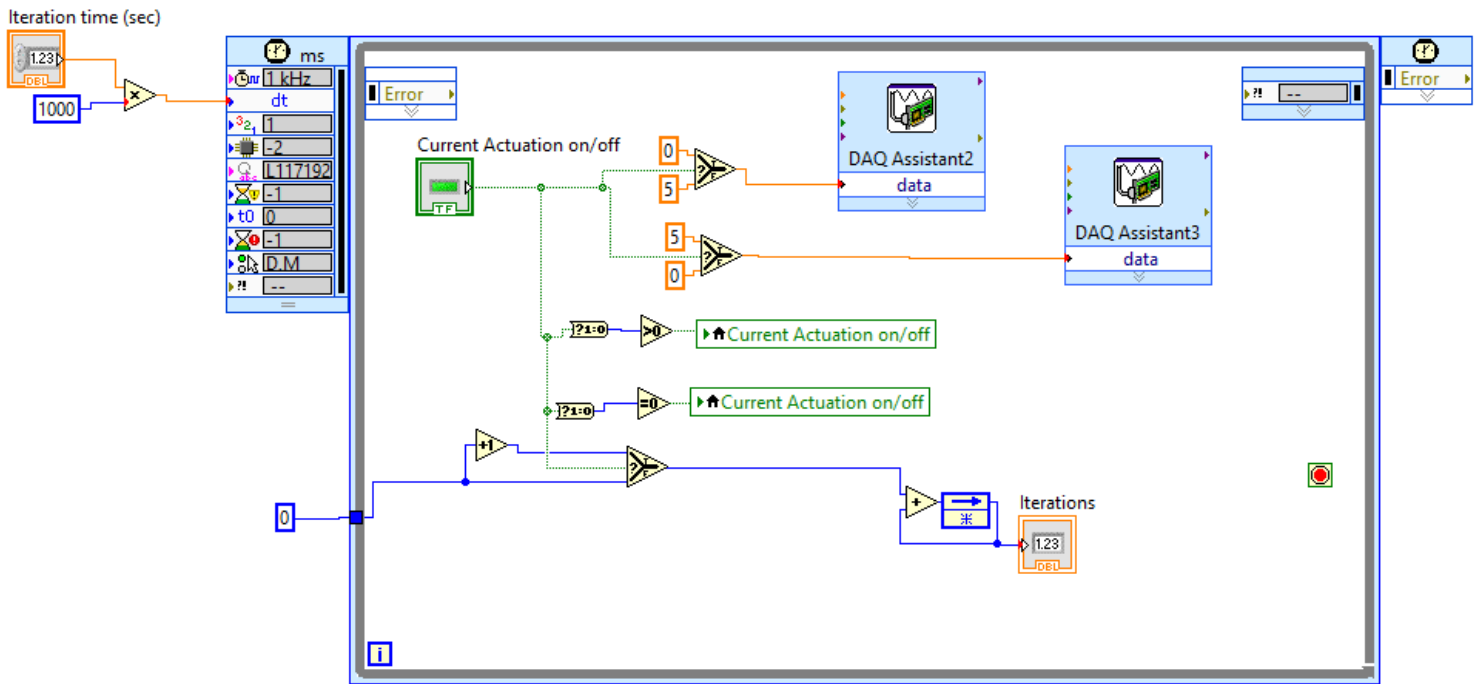 Iteration time (sec)
1.23
DBL
1000
×
ms
1 kHz
dt
1
-2
L117192
-1
t0 0
-1
D.M
?! --
Error
Current Actuation on/off
TF
0
5
?
T
F
DAQ Assistant2
data
5
0
?
T
F
DAQ Assistant3
data
?! --
Error
?1:0
>0
Current Actuation on/off
?1:0
=0
Current Actuation on/off
+1
?
T
F
0
+
Iterations
1.23
DBL
i